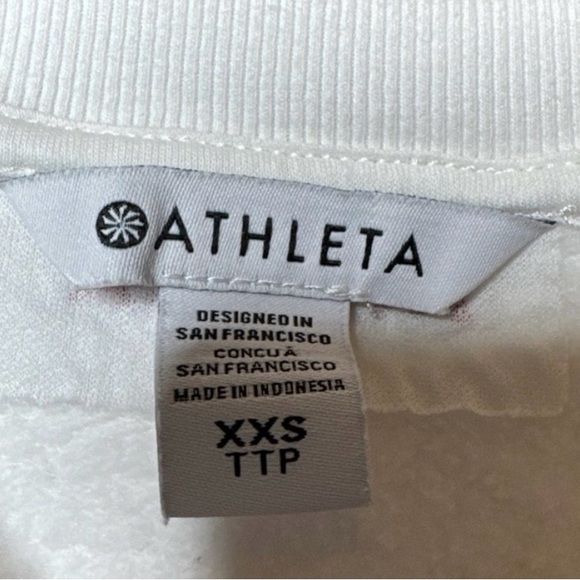 ATHLETA
DESIGNED IN
SAN FRANCISCO
CONCU À
SAN FRANCISCO
MADE IN INDONESIA
XXS
TTP